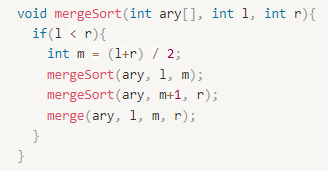 void mergeSort(int ary[], int l, int r){
  if(l < r){
    int m = (l+r) / 2;
    mergeSort(ary, l, m);
    mergeSort(ary, m+1, r);
    merge(ary, l, m, r);
  }
}